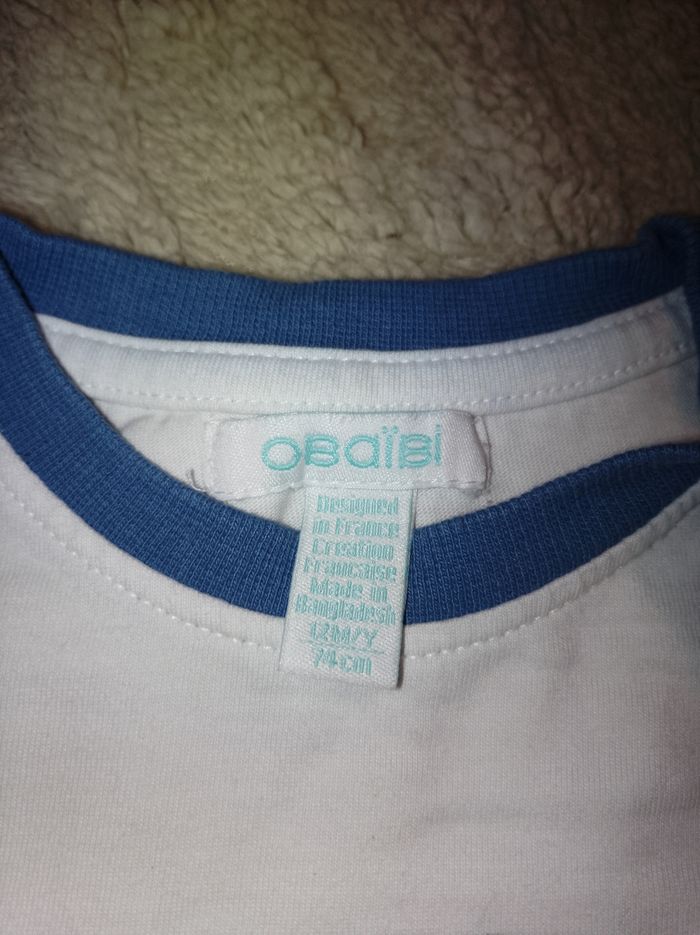 OBAÏBI
Designed
in France
Création
Française
Made in
Bangladesh
12M/Y
74cm